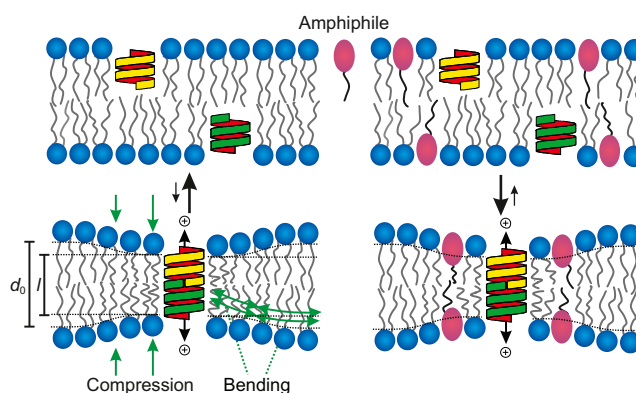 Amphiphile
⊕ ⊕
d₀ l
⊕ ⊕
Compression Bending